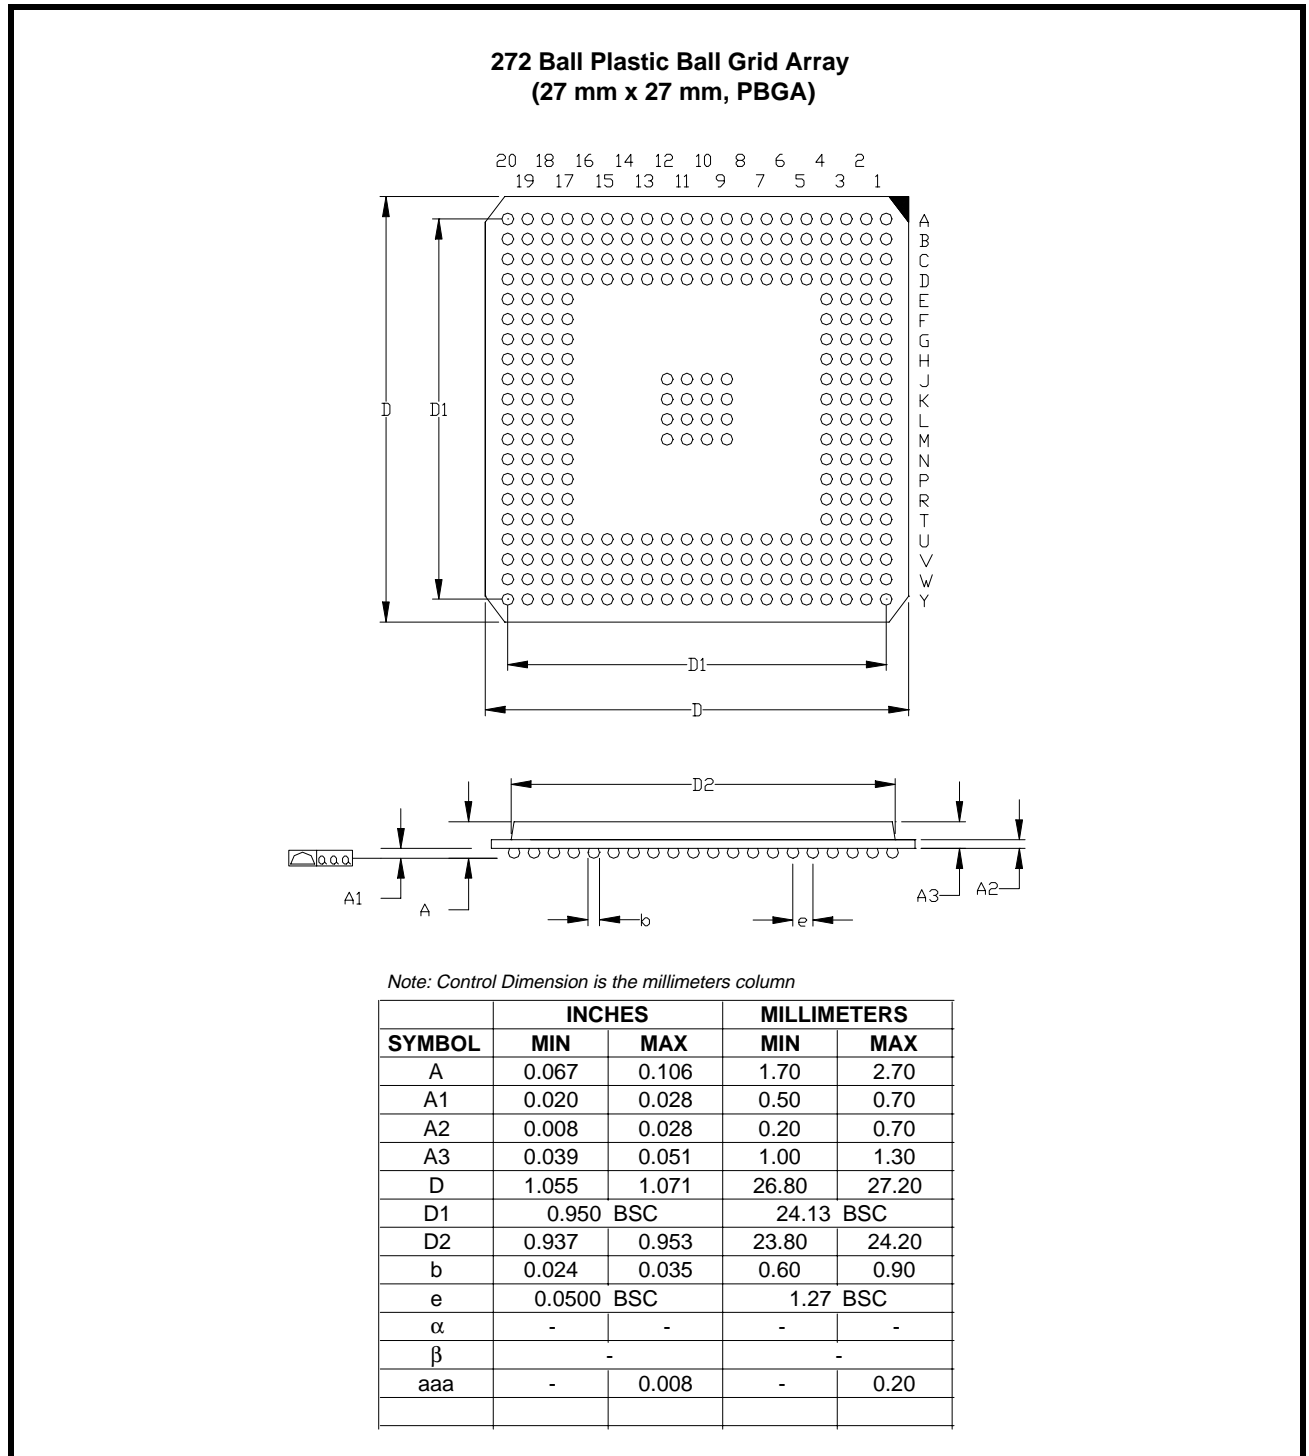 272 Ball Plastic Ball Grid Array
(27 mm x 27 mm, PBGA)
20 18 16 14 12 10 8 6 4 2
19 17 15 13 11 9 7 5 3 1
A
B
C
D
E
F
G
H
J
D D1 K
L
M
N
P
R
T
U
V
W
Y
D1
D
D2
aaa
A1 A A3 A2
b e
Note: Control Dimension is the millimeters column
INCHES MILLIMETERS
SYMBOL MIN MAX MIN MAX
A 0.067 0.106 1.70 2.70
A1 0.020 0.028 0.50 0.70
A2 0.008 0.028 0.20 0.70
A3 0.039 0.051 1.00 1.30
D 1.055 1.071 26.80 27.20
D1 0.950 BSC 24.13 BSC
D2 0.937 0.953 23.80 24.20
b 0.024 0.035 0.60 0.90
e 0.0500 BSC 1.27 BSC
α - - - -
β - -
aaa - 0.008 - 0.20